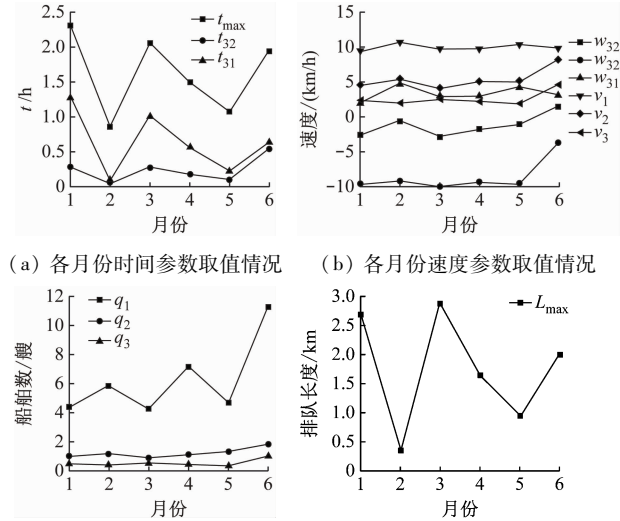 2.5
2.0
1.5
1.0
0.5
0
t/h
t_max
t_32
t_31
1 2 3 4 5 6
月份
15
10
5
0
−5
−10
速度/(km/h)
w_32
w_32
w_31
v_1
v_2
v_3
1 2 3 4 5 6
月份
(a) 各月份时间参数取值情况
(b) 各月份速度参数取值情况
12
10
8
6
4
2
0
船舶数/艘
q_1
q_2
q_3
1 2 3 4 5 6
月份
3.0
2.5
2.0
1.5
1.0
0.5
0
排队长度/km
L_max
1 2 3 4 5 6
月份